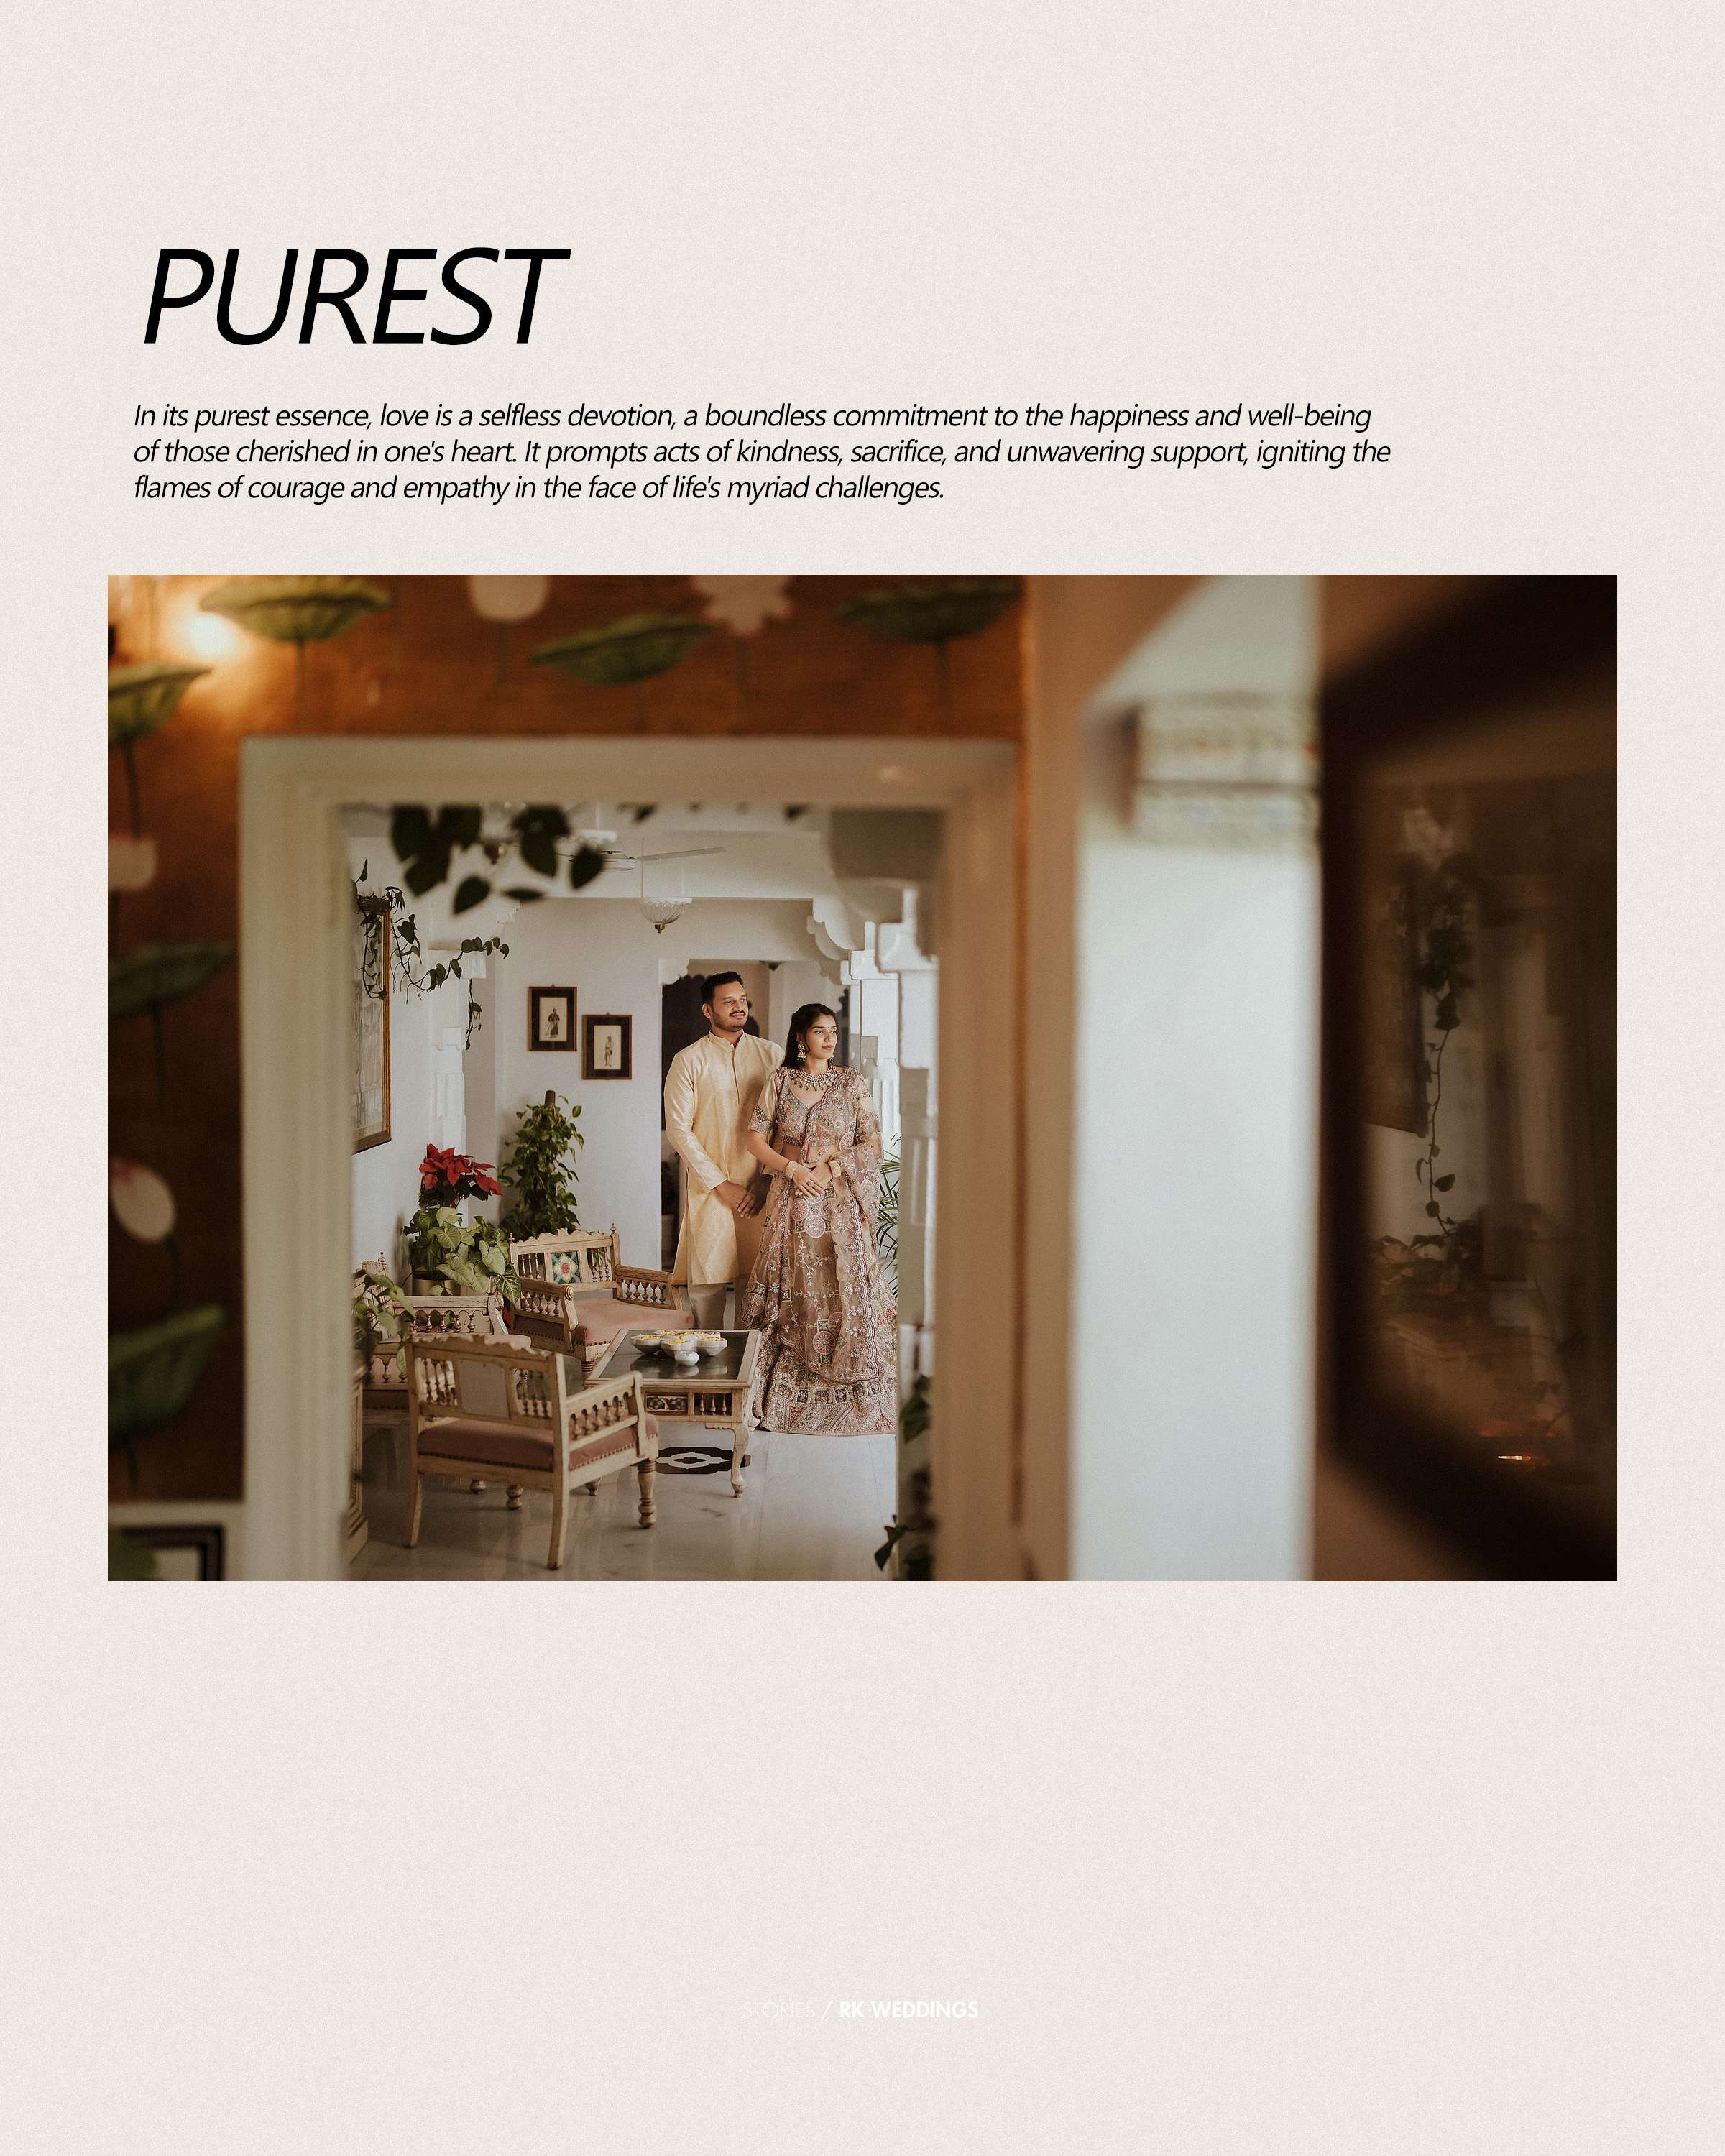 PUREST
In its purest essence, love is a selfless devotion, a boundless commitment to the happiness and well-being
of those cherished in one's heart. It prompts acts of kindness, sacrifice, and unwavering support, igniting the
flames of courage and empathy in the face of life's myriad challenges.
STORIES / RK WEDDINGS